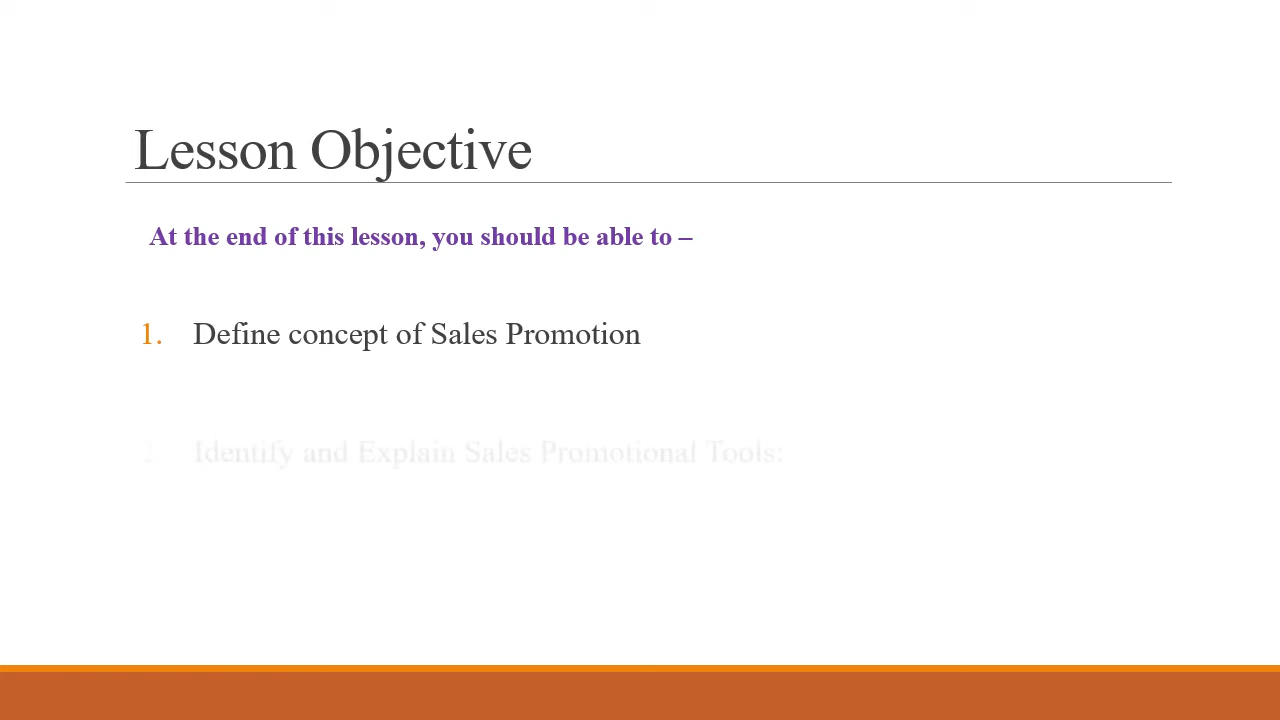 Lesson Objective
At the end of this lesson, you should be able to –
1. Define concept of Sales Promotion
2. Identify and Explain Sales Promotional Tools: